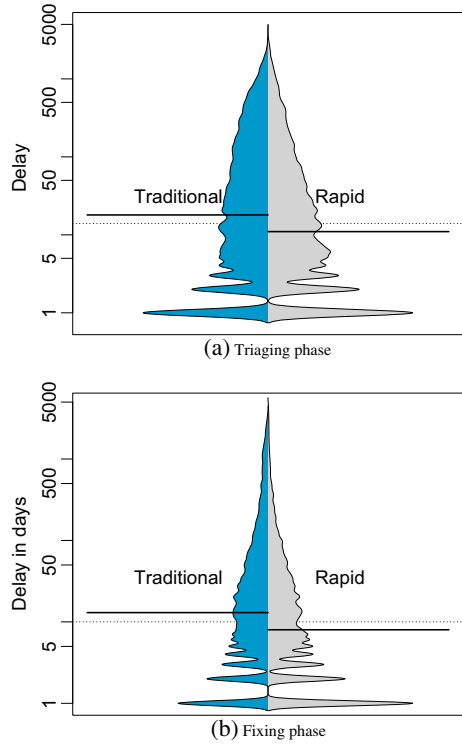 5000
500
50
5
1
Delay
Traditional
Rapid
(a) Triaging phase
5000
500
50
5
1
Delay in days
Traditional
Rapid
(b) Fixing phase